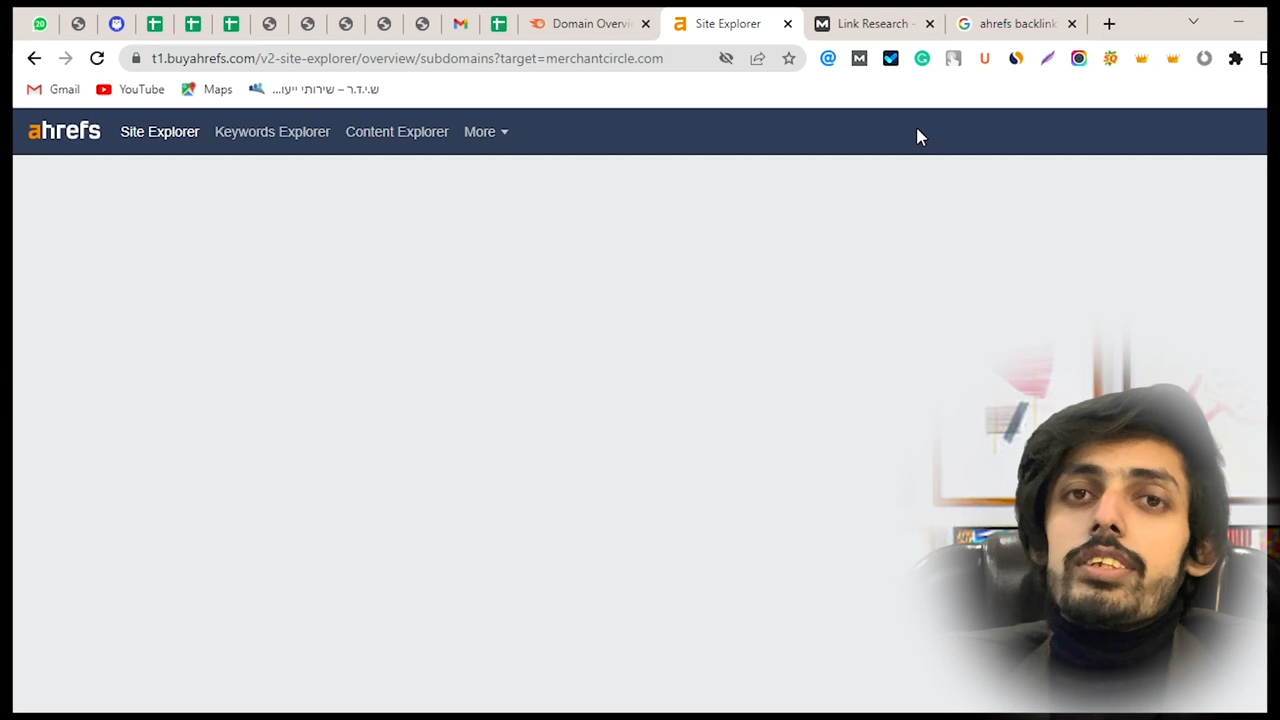 20
Domain Overvi
Site Explorer
Link Research -
ahrefs backlink
t1.buyahrefs.com/v2-site-explorer/overview/subdomains?target=merchantcircle.com
Gmail
YouTube
Maps
ש.י.ד.ר – שירותי ייעו...
ahrefs
Site Explorer
Keywords Explorer
Content Explorer
More